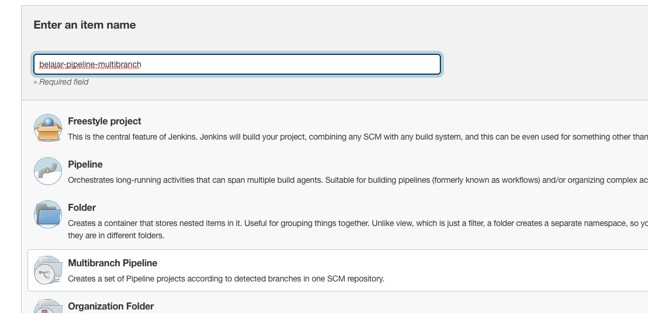 Enter an item name
belajar-pipeline-multibranch
» Required field
Freestyle project
This is the central feature of Jenkins. Jenkins will build your project, combining any SCM with any build system, and this can be even used for something other than
Pipeline
Orchestrates long-running activities that can span multiple build agents. Suitable for building pipelines (formerly known as workflows) and/or organizing complex ac
Folder
Creates a container that stores nested items in it. Useful for grouping things together. Unlike view, which is just a filter, a folder creates a separate namespace, so yo
they are in different folders.
Multibranch Pipeline
Creates a set of Pipeline projects according to detected branches in one SCM repository.
Organization Folder